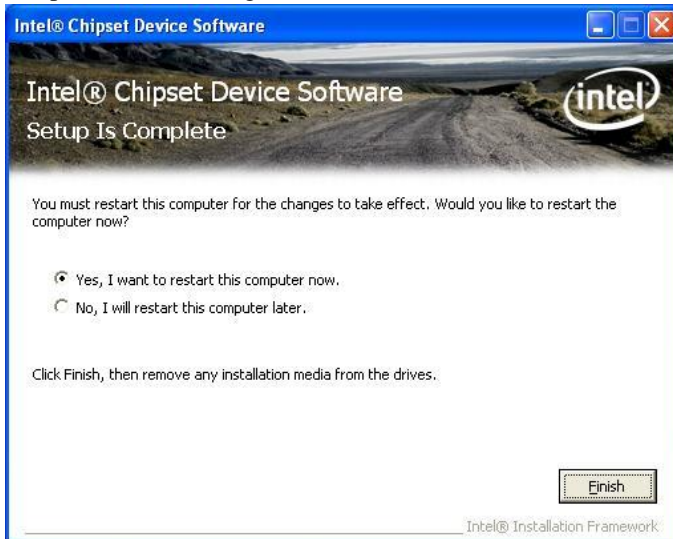 Intel® Chipset Device Software
Intel® Chipset Device Software
intel
Setup Is Complete
You must restart this computer for the changes to take effect. Would you like to restart the
computer now?
Yes, I want to restart this computer now.
No, I will restart this computer later.
Click Finish, then remove any installation media from the drives.
Finish
Intel® Installation Framework